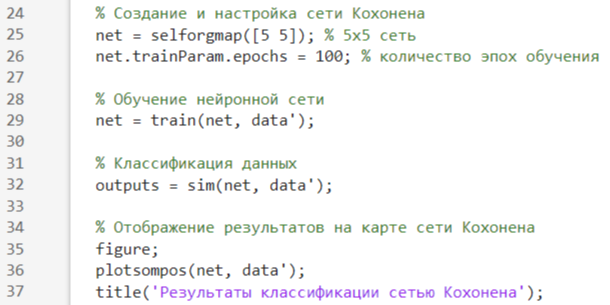 24 % Создание и настройка сети Кохонена
25 net = selforgmap([5 5]); % 5x5 сеть
26 net.trainParam.epochs = 100; % количество эпох обучения
27
28 % Обучение нейронной сети
29 net = train(net, data');
30
31 % Классификация данных
32 outputs = sim(net, data');
33
34 % Отображение результатов на карте сети Кохонена
35 figure;
36 plotsompos(net, data');
37 title('Результаты классификации сетью Кохонена');